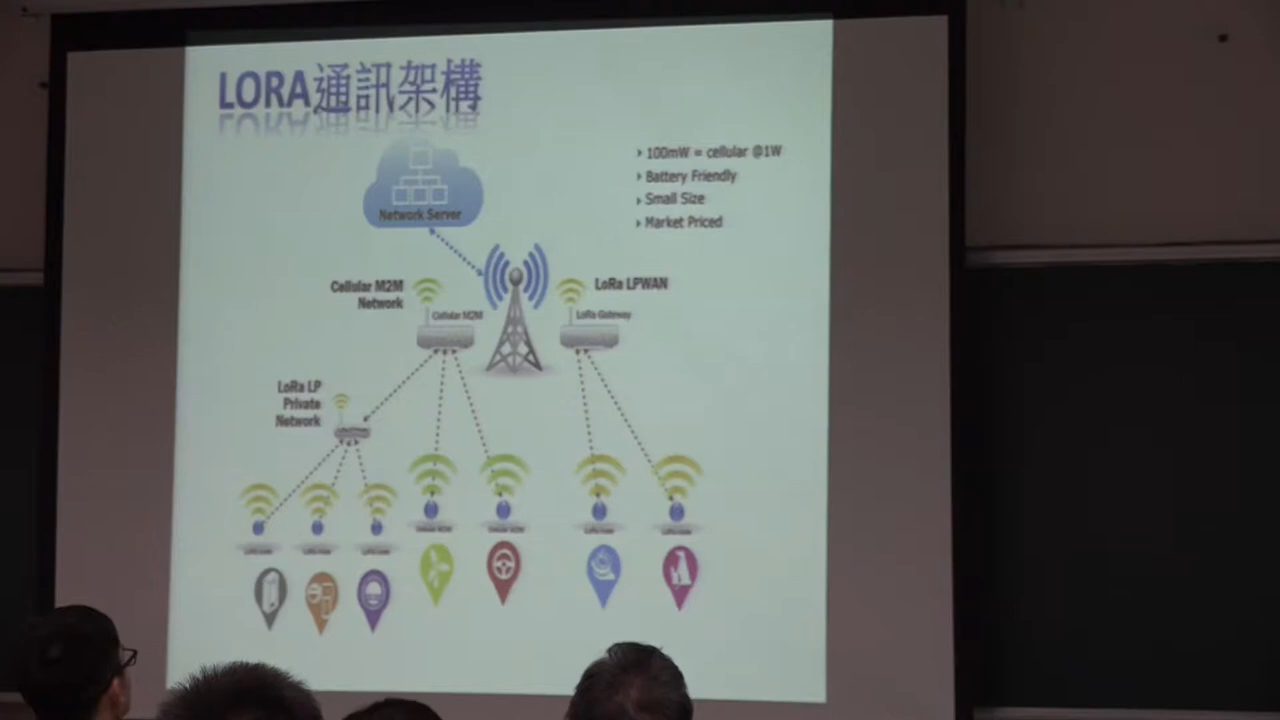 LORA通訊架構
100mW = cellular @1W
Battery Friendly
Small Size
Market Priced
Network Server
Cellular M2M
Network
Cellular M2M
LoRa LPWAN
LoRa Gateway
LoRa LP
Private
Network